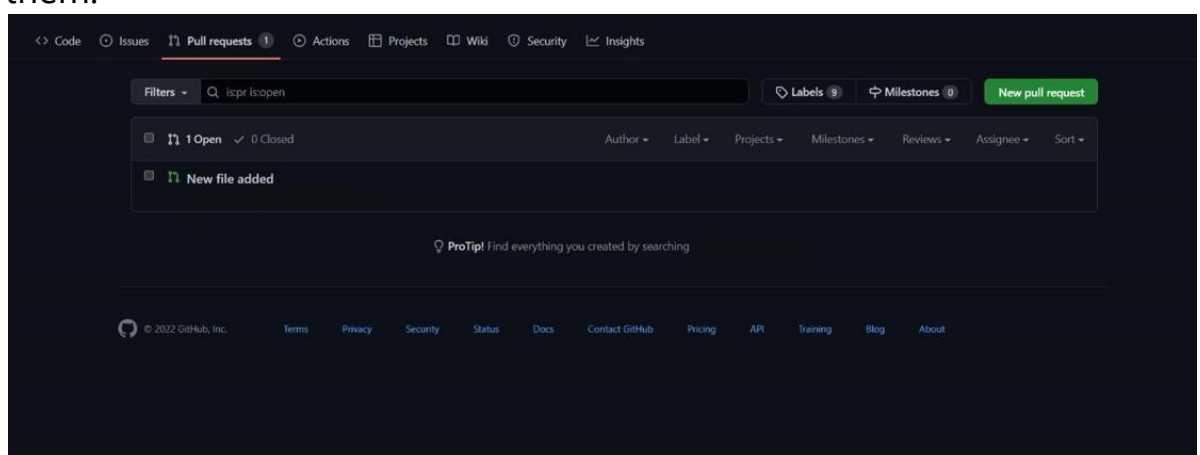 them.
Code Issues Pull requests 1 Actions Projects Wiki Security Insights
Filters is:pr is:open Labels 9 Milestones 0 New pull request
1 Open 0 Closed Author Label Projects Milestones Reviews Assignee Sort
New file added
ProTip! Find everything you created by searching
© 2022 GitHub, Inc. Terms Privacy Security Status Docs Contact GitHub Pricing API Training Blog About